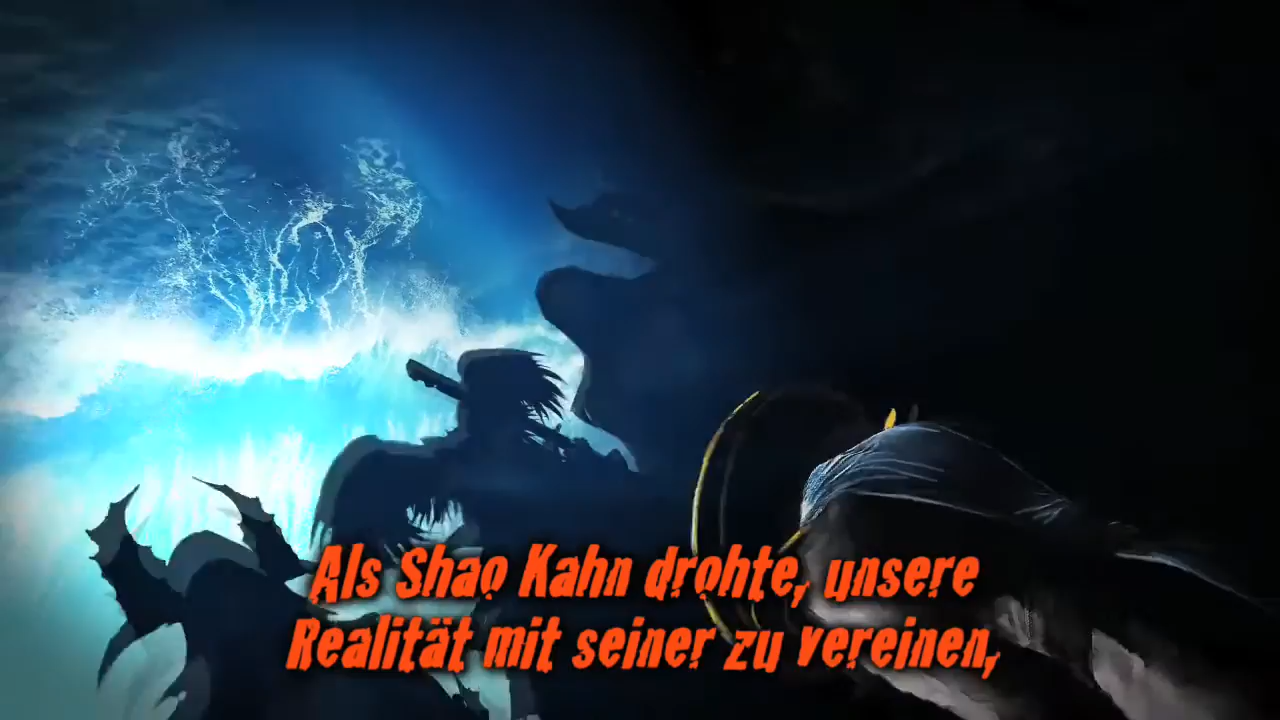 Als Shao Kahn drohte, unsere
Realität mit seiner zu vereinen,